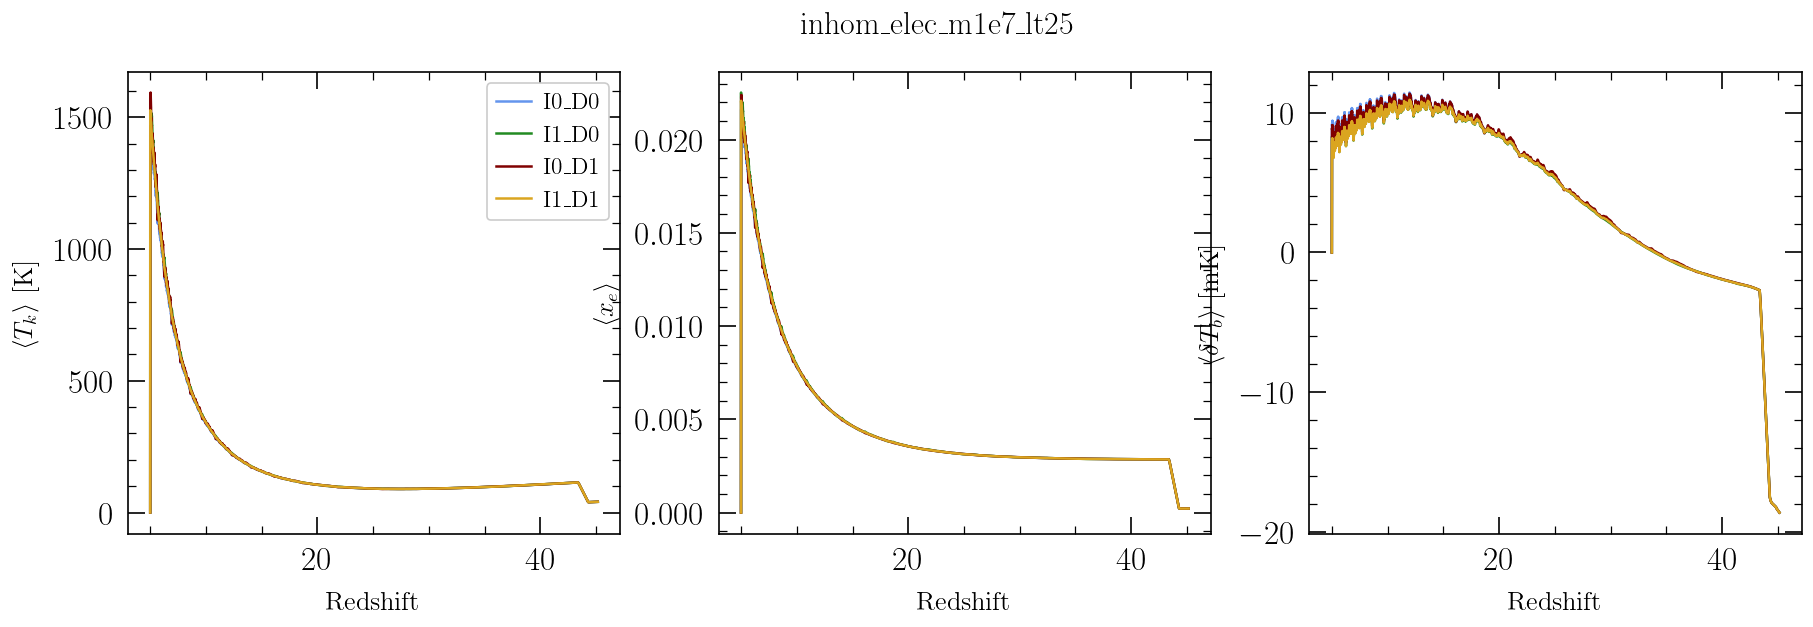 inhom_elec_m1e7_lt25
1500
1000
500
0
20
40
⟨T_k⟩ [K]
Redshift
I0_D0
I1_D0
I0_D1
I1_D1
0.020
0.015
0.010
0.005
0.000
20
40
⟨x_e⟩
Redshift
10
0
−10
−20
20
40
⟨δT_b⟩ [mK]
Redshift